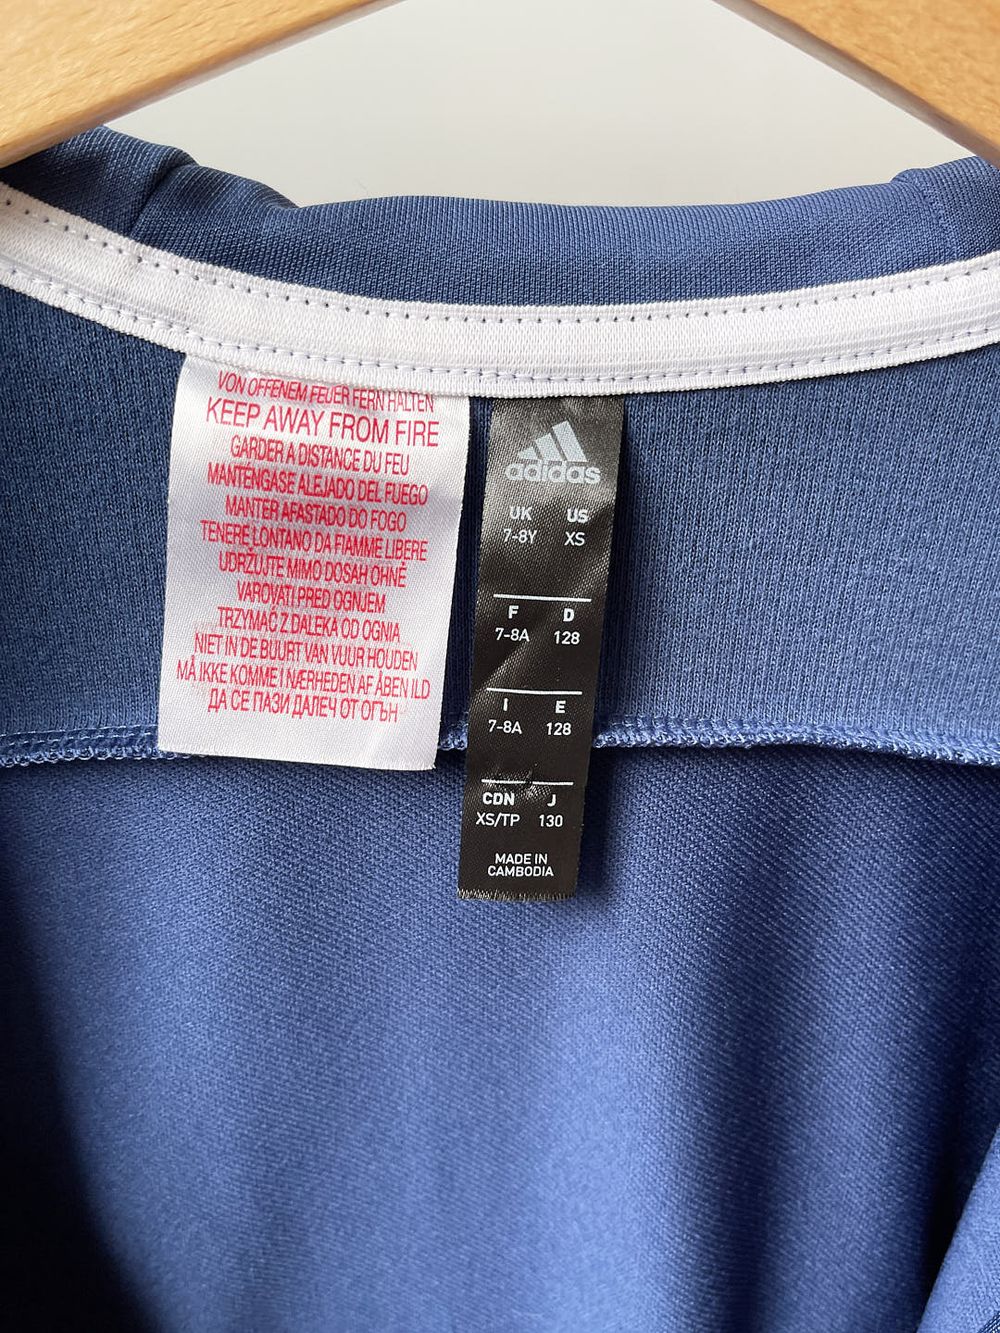 VON OFFENEM FEUER FERN HALTEN
KEEP AWAY FROM FIRE
GARDER A DISTANCE DU FEU
MANTÉNGASE ALEJADO DEL FUEGO
MANTER AFASTADO DO FOGO
TENERE LONTANO DA FIAMME LIBERE
UDRŽUJTE MIMO DOSAH OHNĚ
VAROVATI PRED OGNJEM
TRZYMAĆ Z DALEKA OD OGNIA
NIET IN DE BUURT VAN VUUR HOUDEN
MÅ IKKE KOMME I NÆRHEDEN AF ÅBEN ILD
ДА СЕ ПАЗИ ДАЛЕЧ ОТ ОГЪН
adidas
UK US
7-8Y XS
F D
7-8A 128
I E
7-8A 128
CDN J
XS/TP 130
MADE IN
CAMBODIA